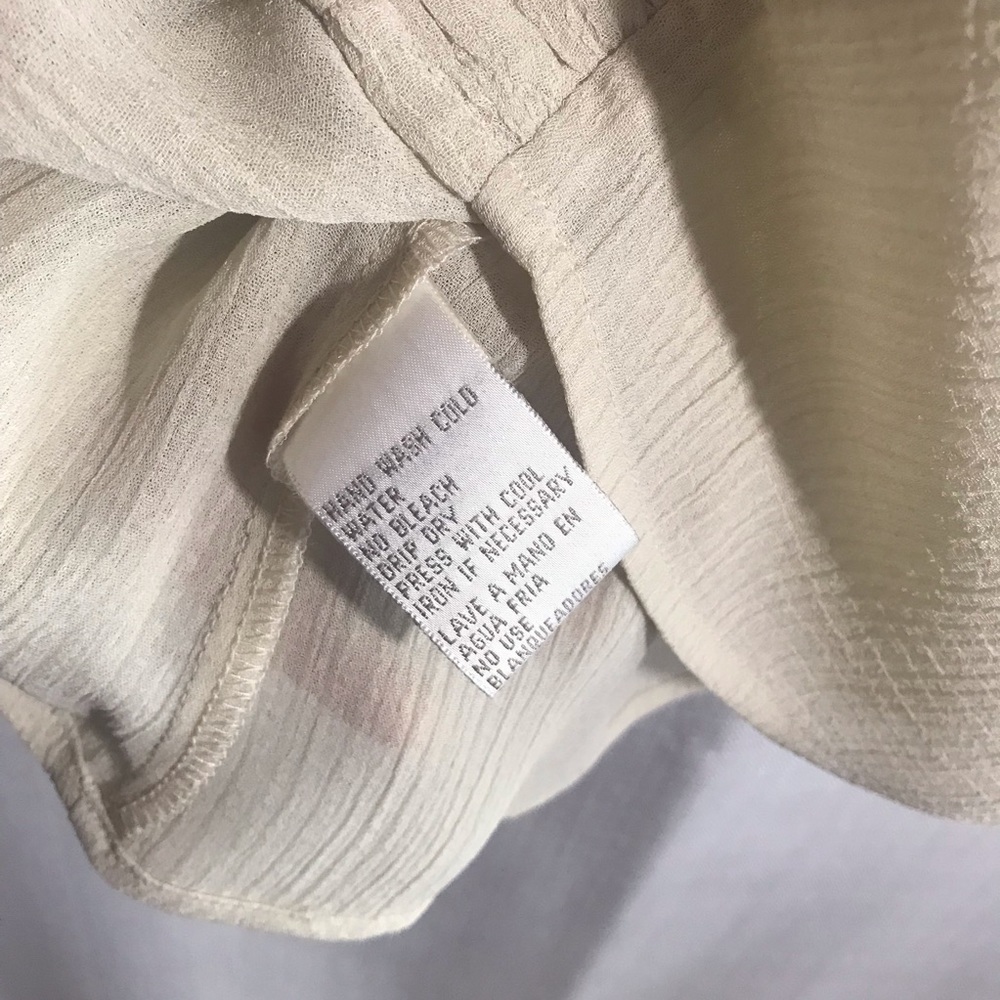 HAND WASH COLD
WATER
NO BLEACH
DRIP DRY
PRESS WITH COOL
IRON IF NECESSARY
LAVE A MANO EN
AGUA FRIA
NO USE
BLANQUEADORES